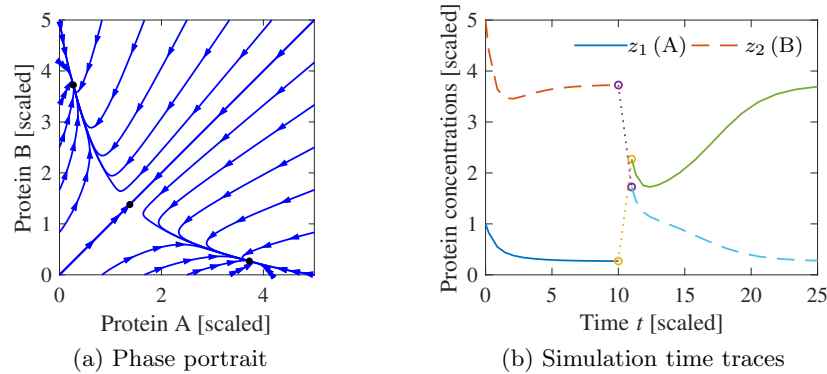 5
4
3
2
1
0
0
2
4
Protein B [scaled]
Protein A [scaled]
(a) Phase portrait
5
4
3
2
1
0
0
5
10
15
20
25
Protein concentrations [scaled]
z₁ (A)
z₂ (B)
Time t [scaled]
(b) Simulation time traces